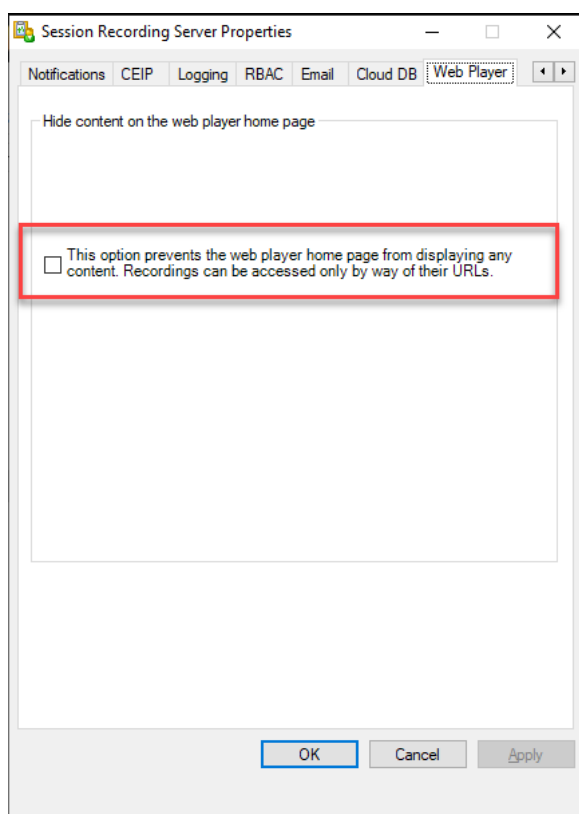 Session Recording Server Properties
Notifications CEIP Logging RBAC Email Cloud DB Web Player
Hide content on the web player home page
This option prevents the web player home page from displaying any
content. Recordings can be accessed only by way of their URLs.
OK Cancel Apply